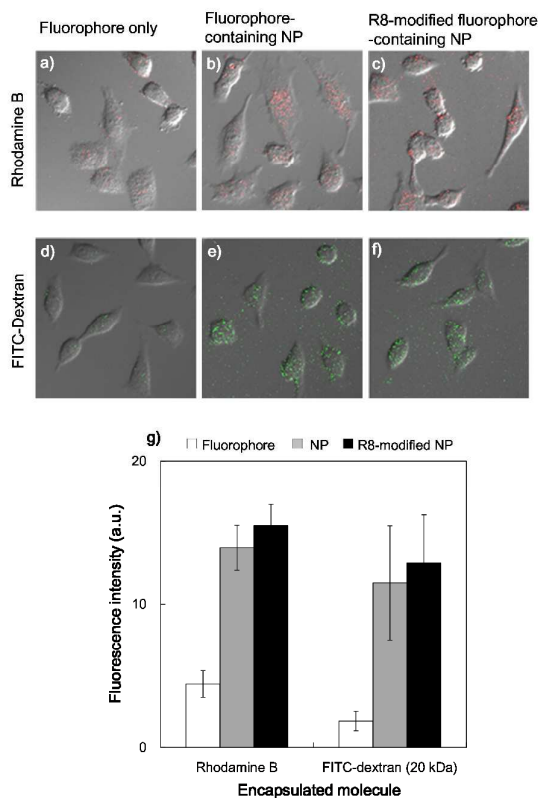 Fluorophore only
Fluorophore-
containing NP
R8-modified fluorophore
-containing NP
Rhodamine B
a)
b)
c)
FITC-Dextran
d)
e)
f)
g)
Fluorophore
NP
R8-modified NP
Fluorescence intensity (a.u.)
20
10
0
Rhodamine B
FITC-dextran (20 kDa)
Encapsulated molecule